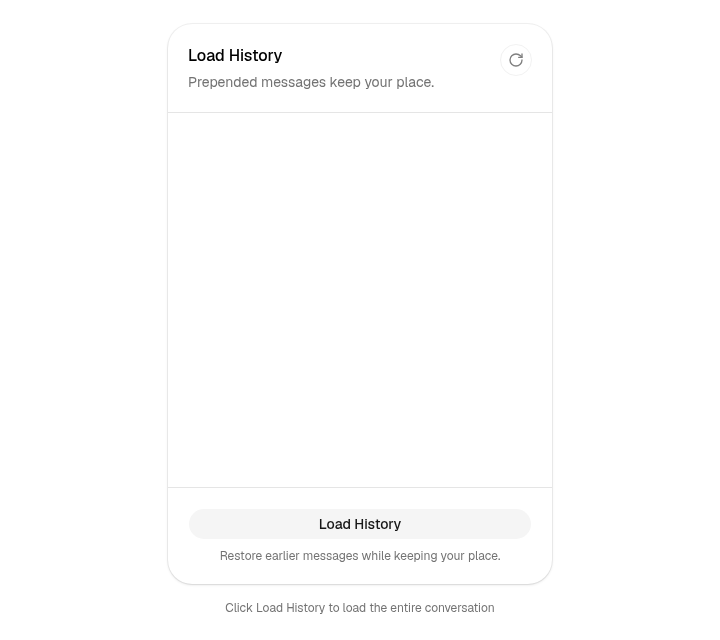 Load History
Prepended messages keep your place.
Load History
Restore earlier messages while keeping your place.
Click Load History to load the entire conversation